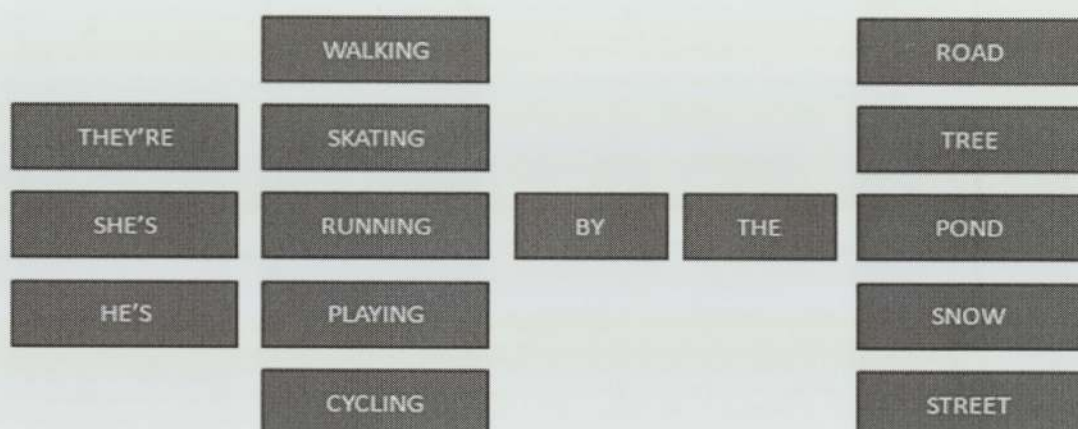 WALKING ROAD
THEY'RE SKATING TREE
SHE'S RUNNING BY THE POND
HE'S PLAYING SNOW
CYCLING STREET